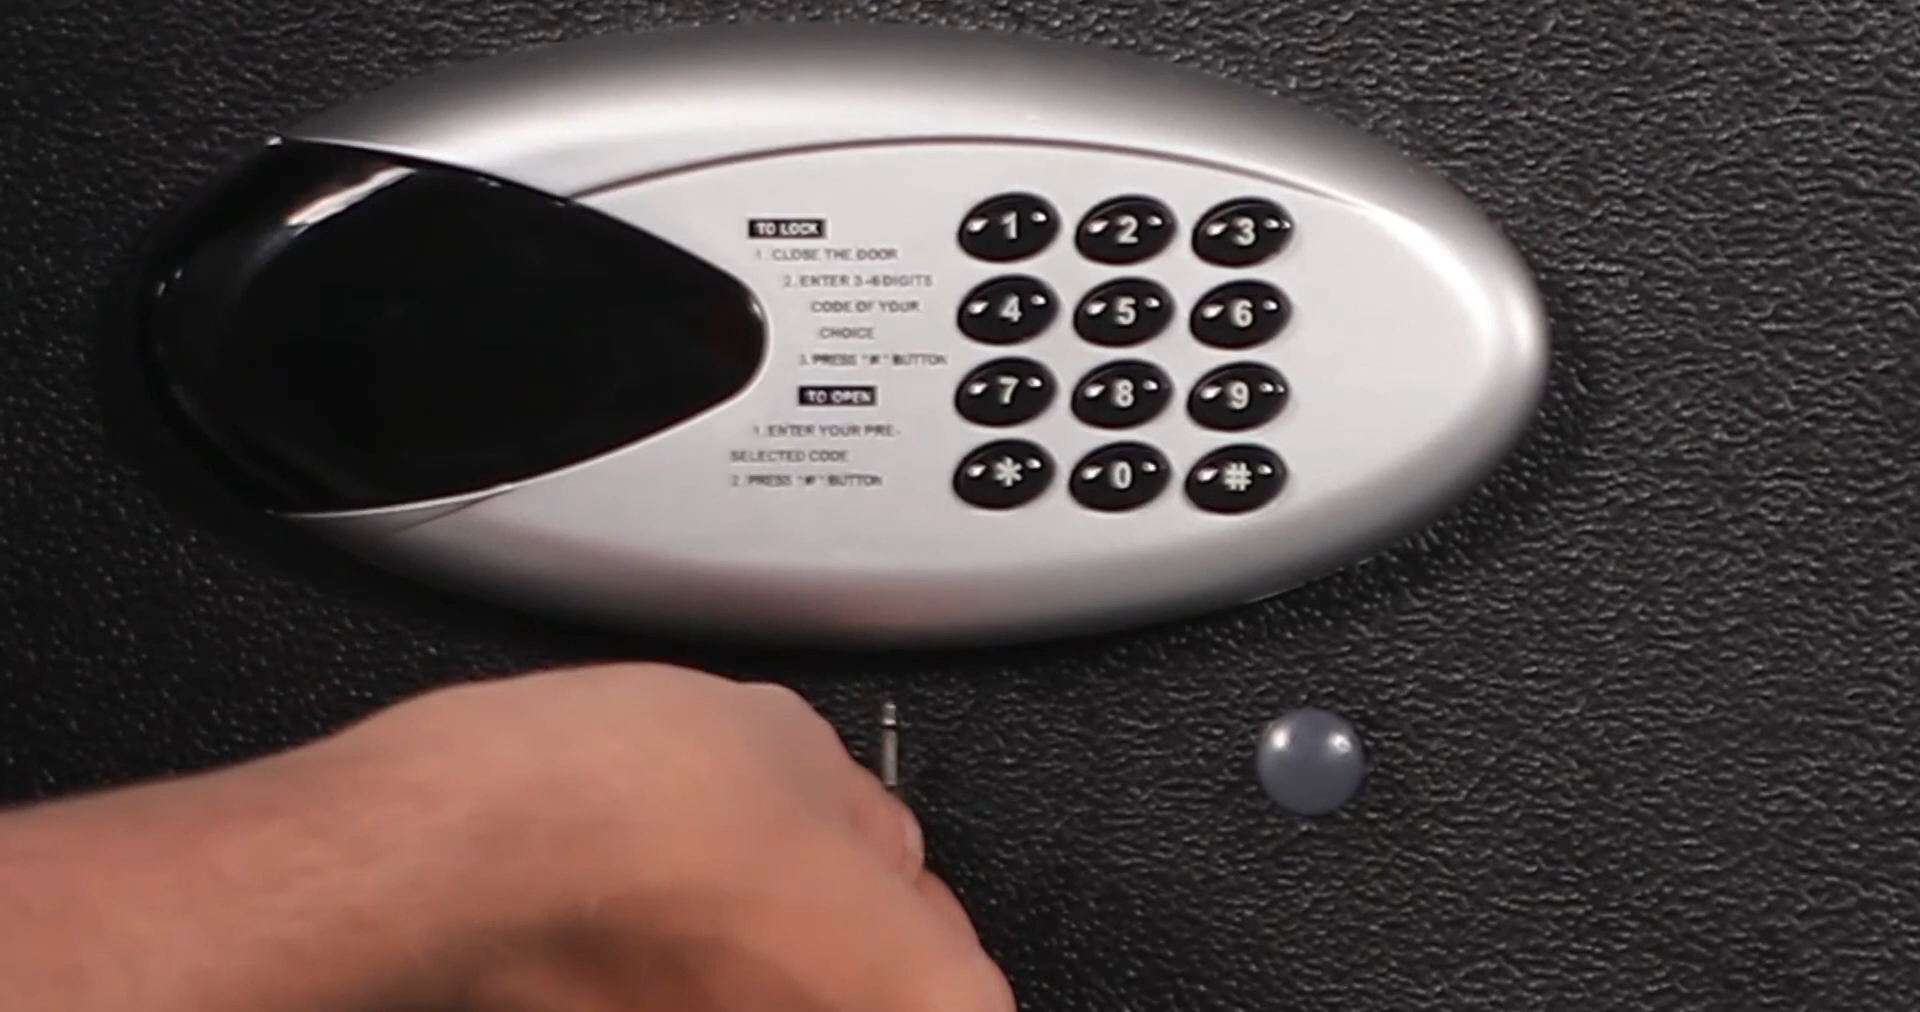 TO LOCK
1. CLOSE THE DOOR
2. ENTER 3-6 DIGITS
CODE OF YOUR
CHOICE
3. PRESS "#" BUTTON
TO OPEN
1. ENTER YOUR PRE-
SELECTED CODE
2. PRESS "#" BUTTON
1 2 3
4 5 6
7 8 9
* 0 #